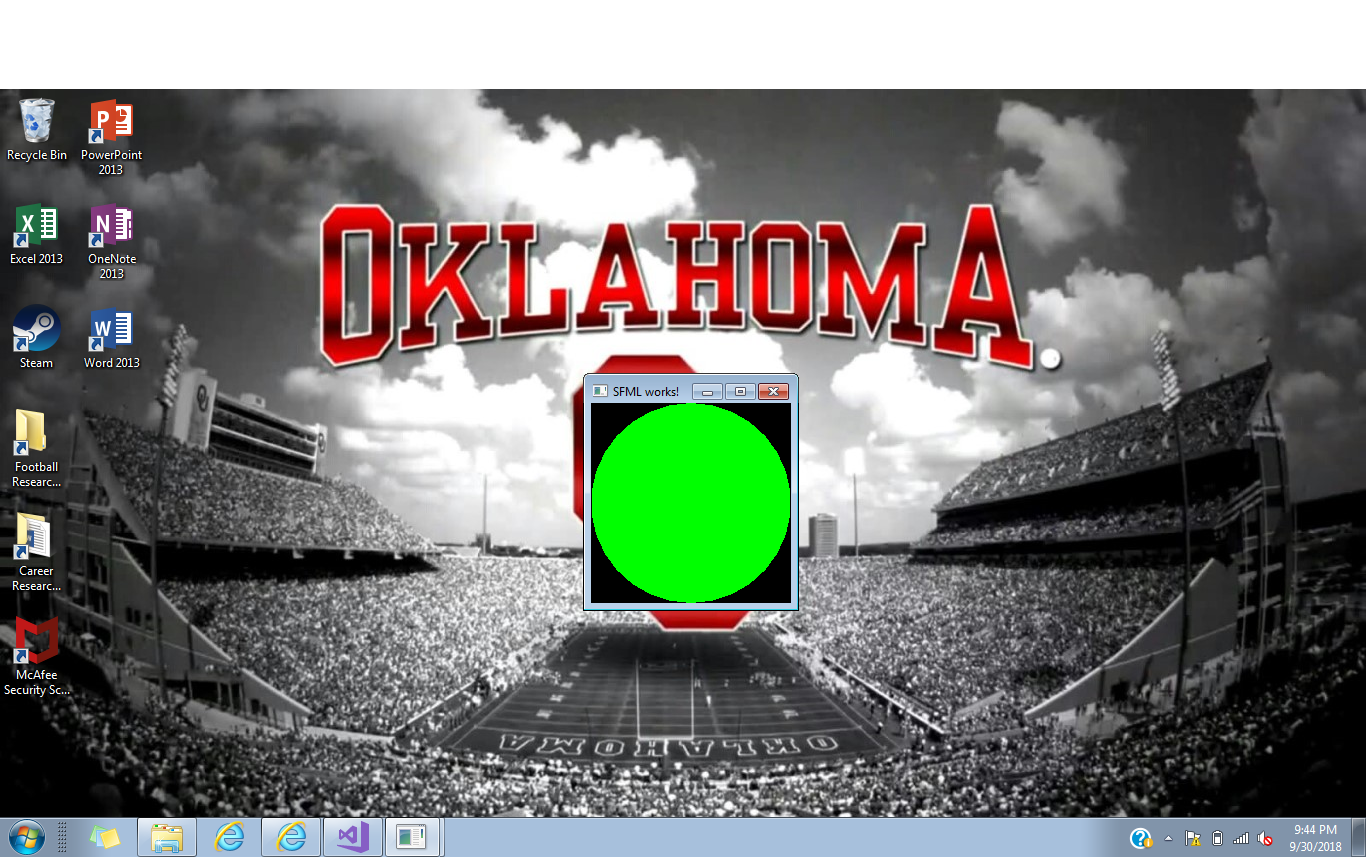 Recycle Bin
PowerPoint
2013
Excel 2013
OneNote
2013
Steam
Word 2013
Football
Researc...
Career
Researc...
McAfee
Security Sc...
OKLAHOMA.
SFML works!
OKLAHOMA
9:44 PM
9/30/2018